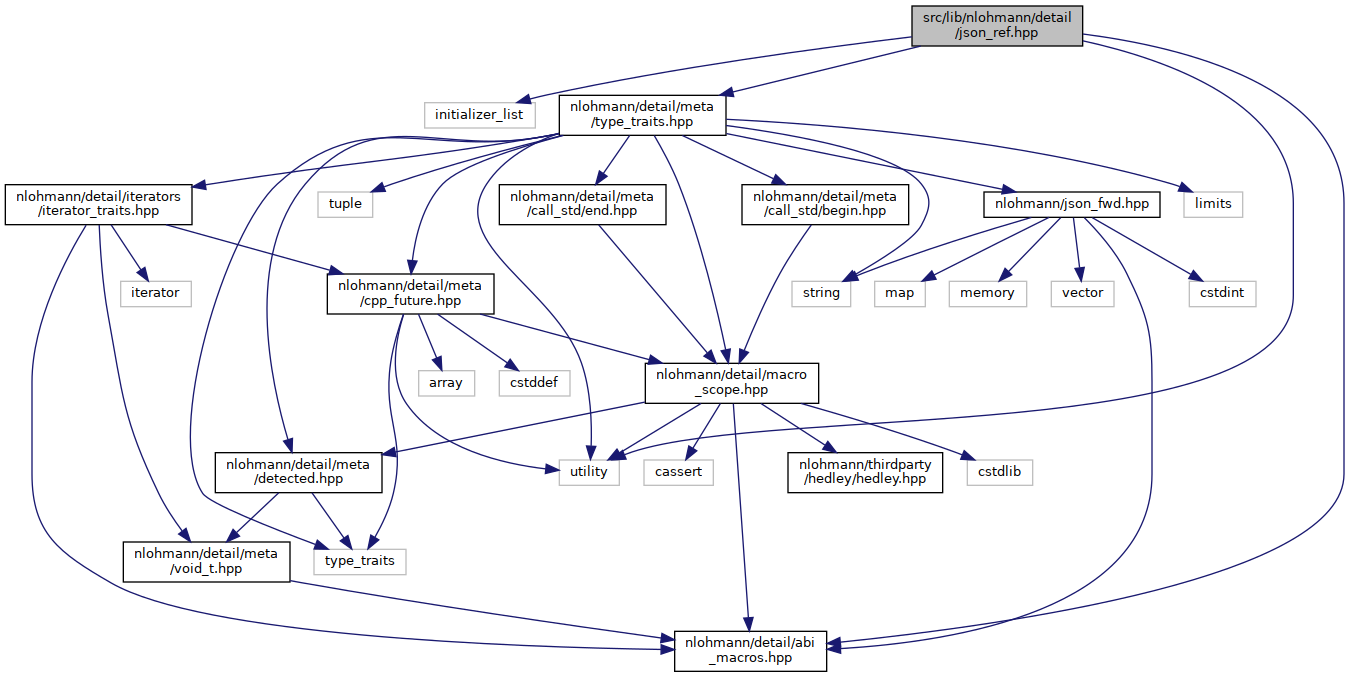 src/lib/nlohmann/detail
/json_ref.hpp
initializer_list
nlohmann/detail/meta
/type_traits.hpp
nlohmann/detail/iterators
/iterator_traits.hpp
tuple
nlohmann/detail/meta
/call_std/end.hpp
nlohmann/detail/meta
/call_std/begin.hpp
nlohmann/json_fwd.hpp
limits
iterator
nlohmann/detail/meta
/cpp_future.hpp
string
map
memory
vector
cstdint
array
cstddef
nlohmann/detail/macro
_scope.hpp
nlohmann/detail/meta
/detected.hpp
utility
cassert
nlohmann/thirdparty
/hedley/hedley.hpp
cstdlib
nlohmann/detail/meta
/void_t.hpp
type_traits
nlohmann/detail/abi
_macros.hpp